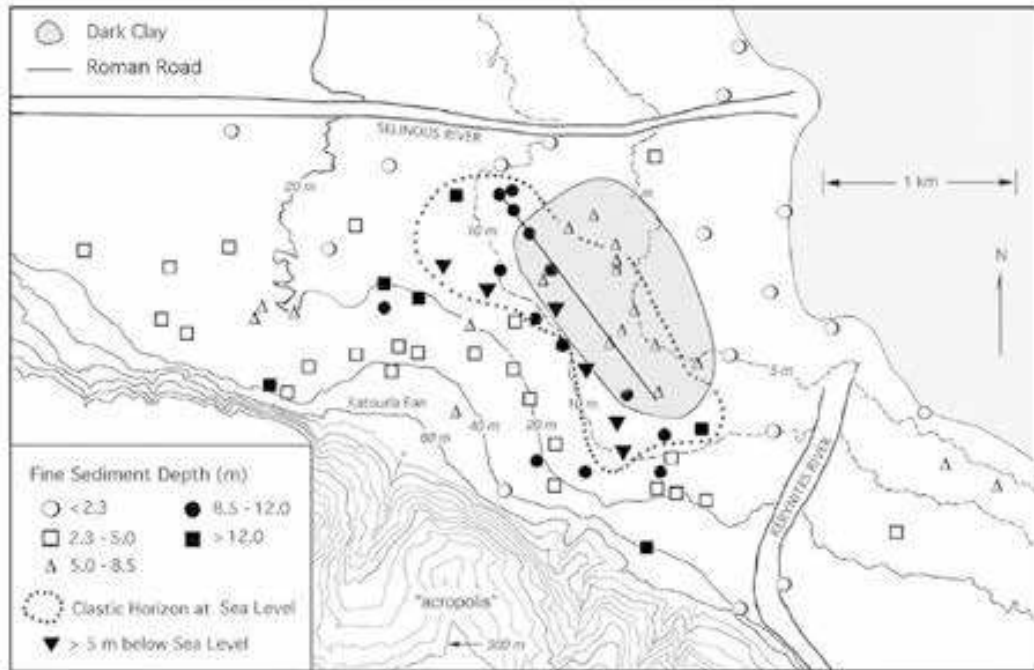 Dark Clay
Roman Road
SELINOUS RIVER
20 m
m
10 m
1 km
N
5 m
10 m
Katourla Fan
60 m
40 m
20 m
Fine Sediment Depth (m)
< 2.3
8.5 - 12.0
2.3 - 5.0
> 12.0
5.0 - 8.5
Clastic Horizon at Sea Level
> 5 m below Sea Level
"acropolis"
300 m